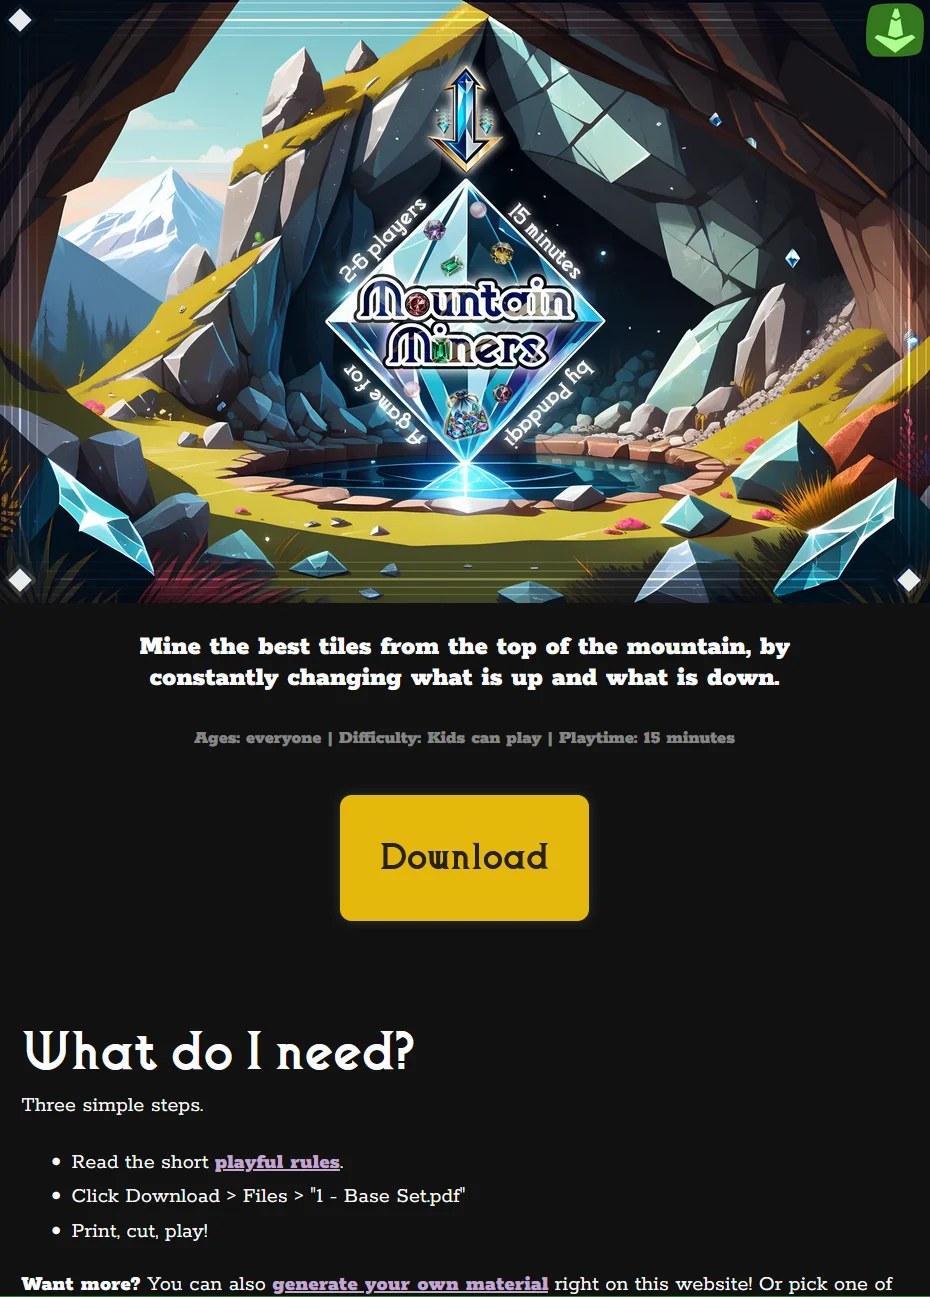 2-6 players
15 minutes
Mountain
Miners
A game for
by Pandaqi
Mine the best tiles from the top of the mountain, by
constantly changing what is up and what is down.
Ages: everyone | Difficulty: Kids can play | Playtime: 15 minutes
Download
What do I need?
Three simple steps.
• Read the short playful rules.
• Click Download > Files > "1 - Base Set.pdf"
• Print, cut, play!
Want more? You can also generate your own material right on this website! Or pick one of